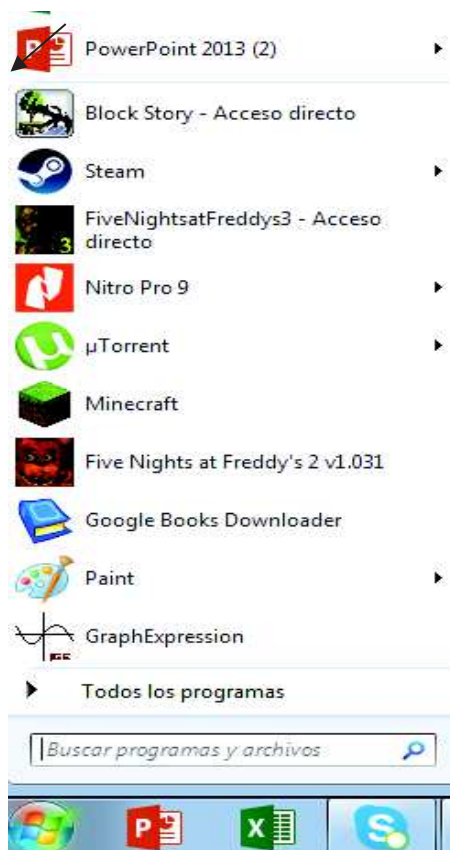 PowerPoint 2013 (2)
Block Story - Acceso directo
Steam
FiveNightsatFreddys3 - Acceso
directo
3
Nitro Pro 9
µTorrent
Minecraft
Five Nights at Freddy's 2 v1.031
Google Books Downloader
Paint
GraphExpression
Todos los programas
Buscar programas y archivos